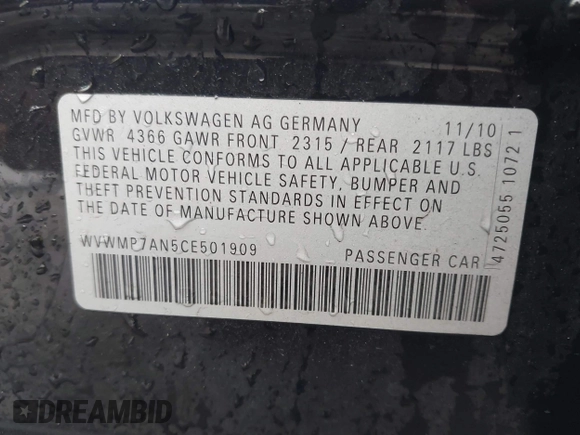 MFD BY VOLKSWAGEN AG GERMANY 11/10
GVWR 4366 GAWR FRONT 2315 / REAR 2117 LBS
THIS VEHICLE CONFORMS TO ALL APPLICABLE U.S.
FEDERAL MOTOR VEHICLE SAFETY, BUMPER AND
THEFT PREVENTION STANDARDS IN EFFECT ON
THE DATE OF MANUFACTURE SHOWN ABOVE.
WVWMP7AN5CE501909 PASSENGER CAR
4725055 1072 1
DREAMBID